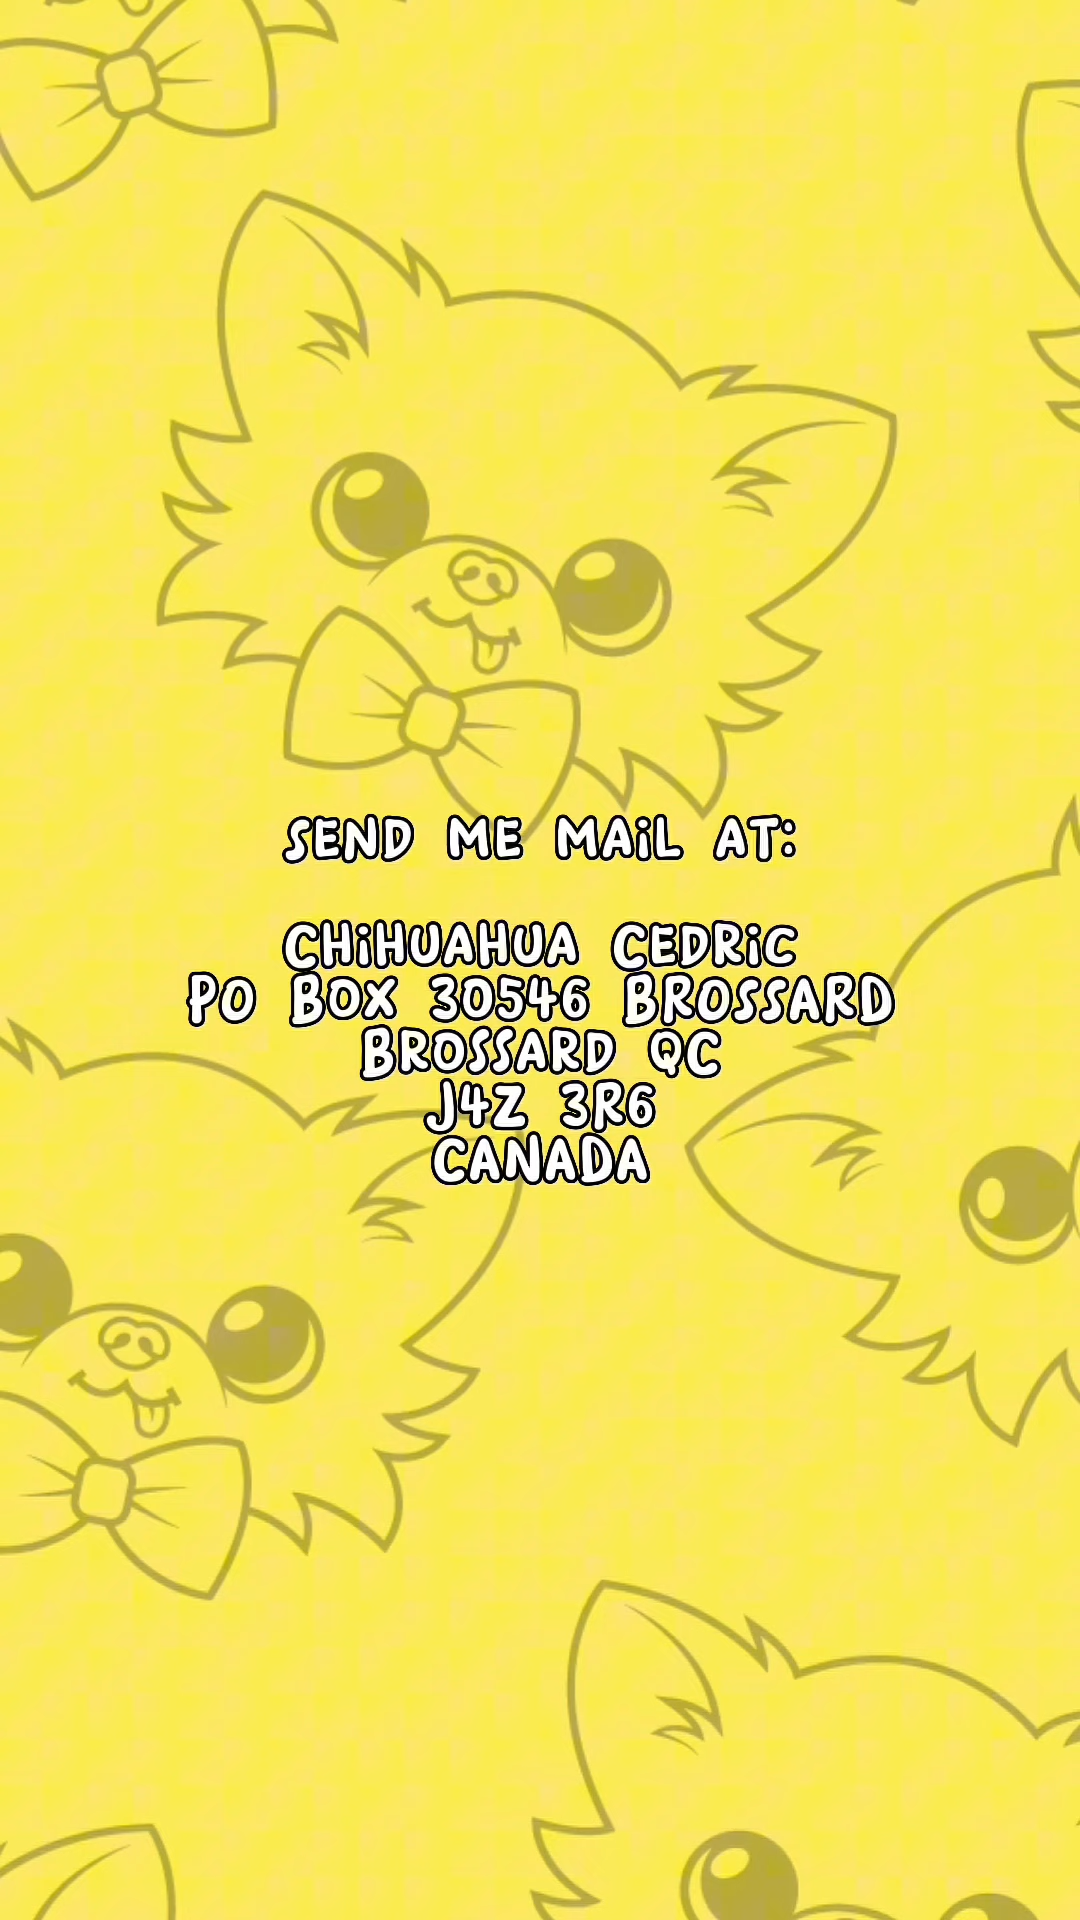 SEND ME MAiL AT:
CHiHUAHUA CEDRiC
PO BOX 30546 BROSSARD
BROSSARD QC
J4Z 3R6
CANADA